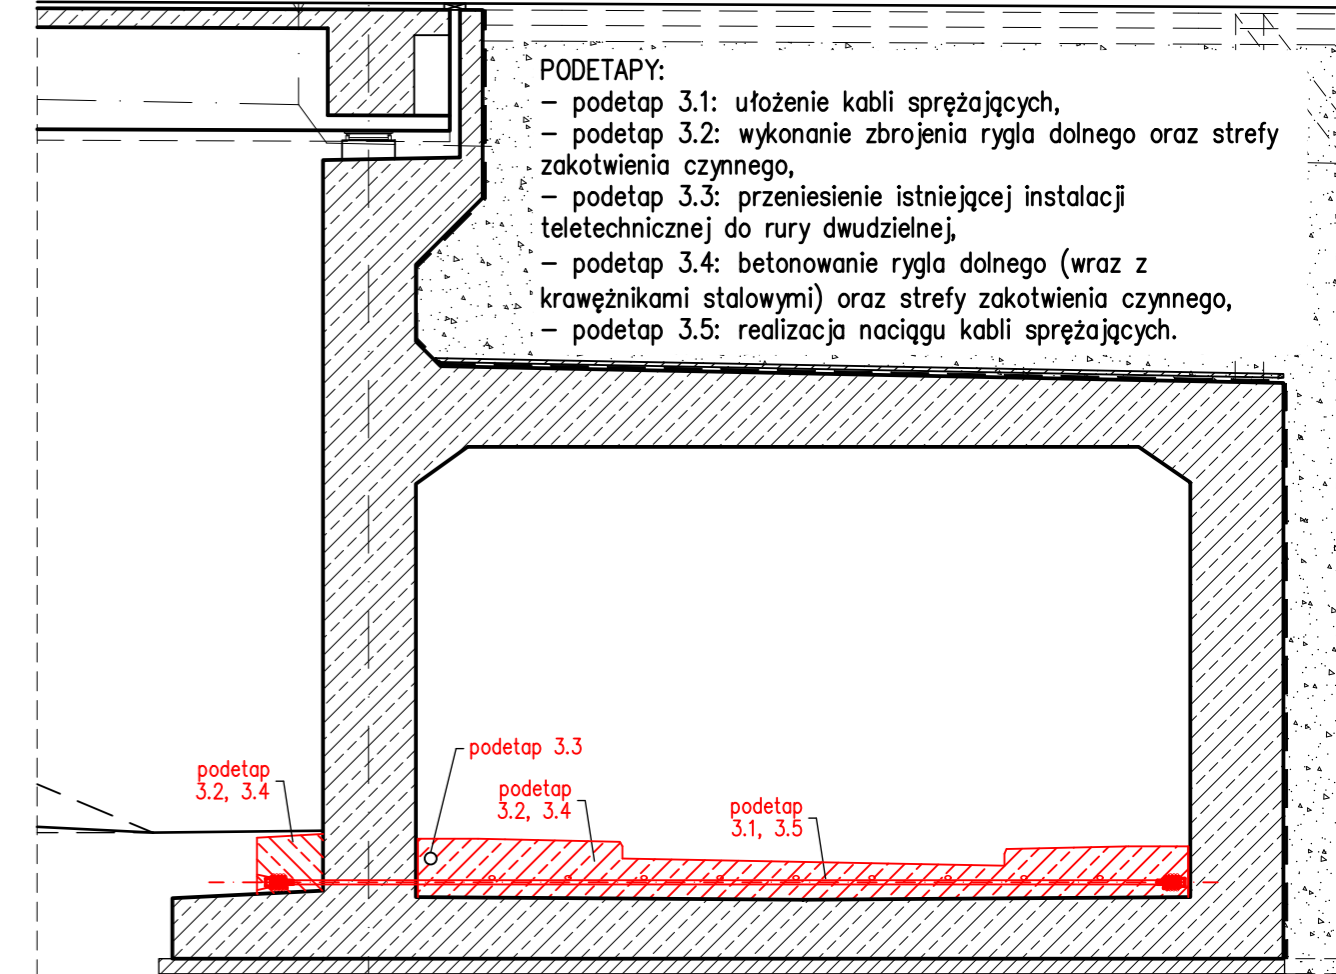 PODETAPY:
– podetap 3.1: ułożenie kabli sprężających,
– podetap 3.2: wykonanie zbrojenia rygla dolnego oraz strefy
zakotwienia czynnego,
– podetap 3.3: przeniesienie istniejącej instalacji
teletechnicznej do rury dwudzielnej,
– podetap 3.4: betonowanie rygla dolnego (wraz z
krawężnikami stalowymi) oraz strefy zakotwienia czynnego,
– podetap 3.5: realizacja naciągu kabli sprężających.
podetap 3.3
podetap
3.2, 3.4
podetap
3.2, 3.4
podetap
3.1, 3.5